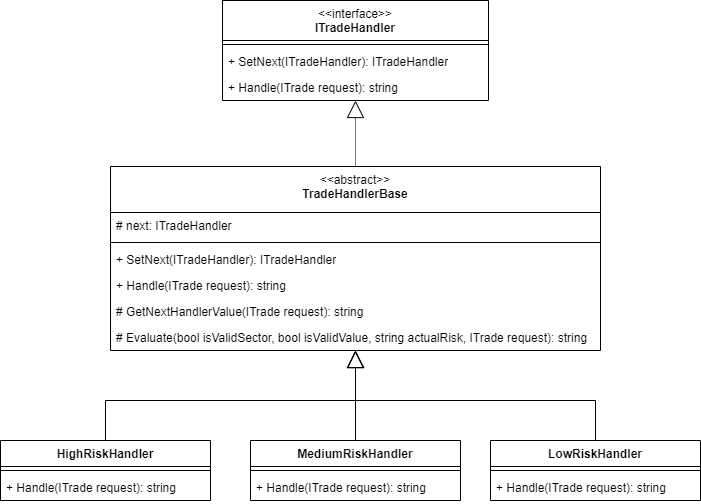 <<interface>>
ITradeHandler
+ SetNext(ITradeHandler): ITradeHandler
+ Handle(ITrade request): string
<<abstract>>
TradeHandlerBase
# next: ITradeHandler
+ SetNext(ITradeHandler): ITradeHandler
+ Handle(ITrade request): string
# GetNextHandlerValue(ITrade request): string
# Evaluate(bool isValidSector, bool isValidValue, string actualRisk, ITrade request): string
HighRiskHandler
+ Handle(ITrade request): string
MediumRiskHandler
+ Handle(ITrade request): string
LowRiskHandler
+ Handle(ITrade request): string